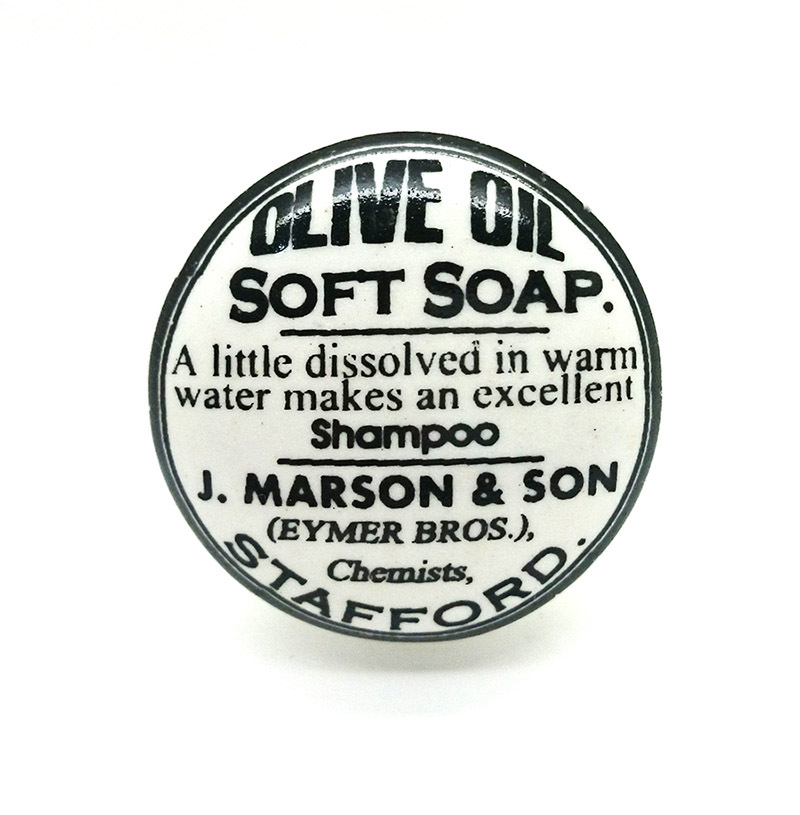 OLIVE OIL
SOFT SOAP.
A little dissolved in warm
water makes an excellent
Shampoo
J. MARSON & SON
(EYMER BROS.),
Chemists,
STAFFORD.